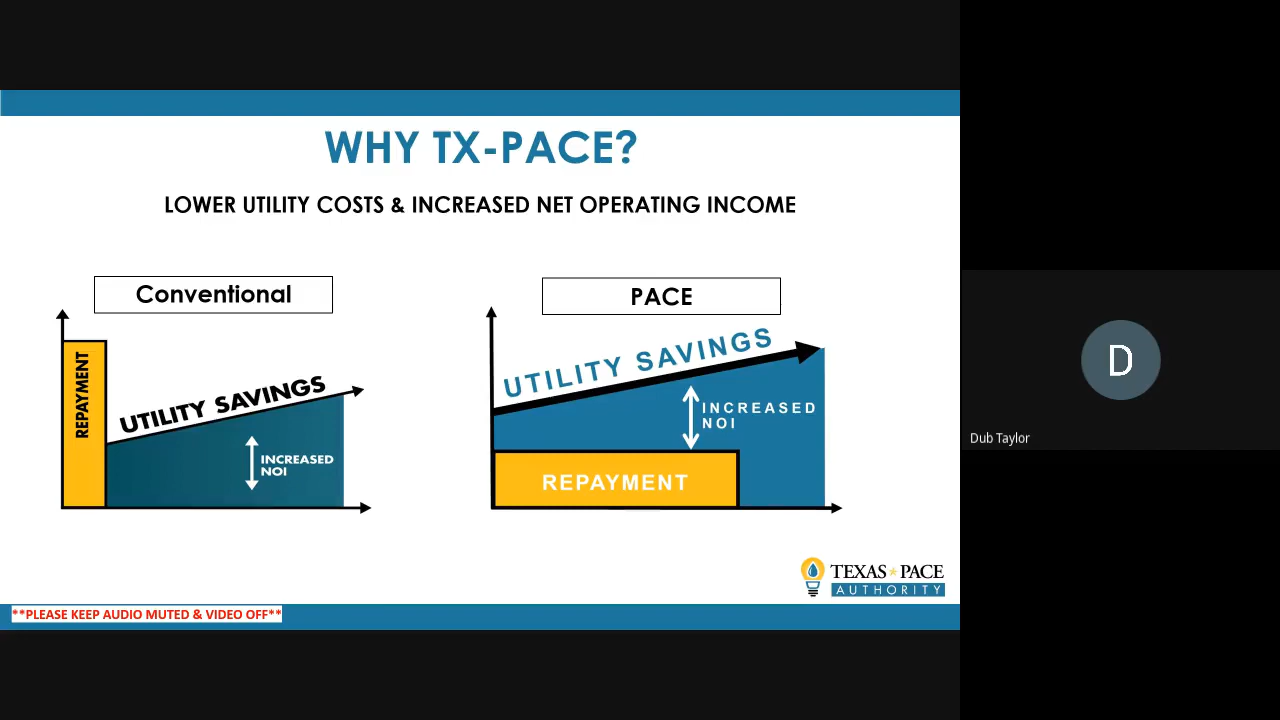 WHY TX-PACE?
LOWER UTILITY COSTS & INCREASED NET OPERATING INCOME
Conventional
REPAYMENT
UTILITY SAVINGS
INCREASED
NOI
PACE
UTILITY SAVINGS
INCREASED
NOI
REPAYMENT
TEXAS PACE
AUTHORITY
**PLEASE KEEP AUDIO MUTED & VIDEO OFF**
D
Dub Taylor